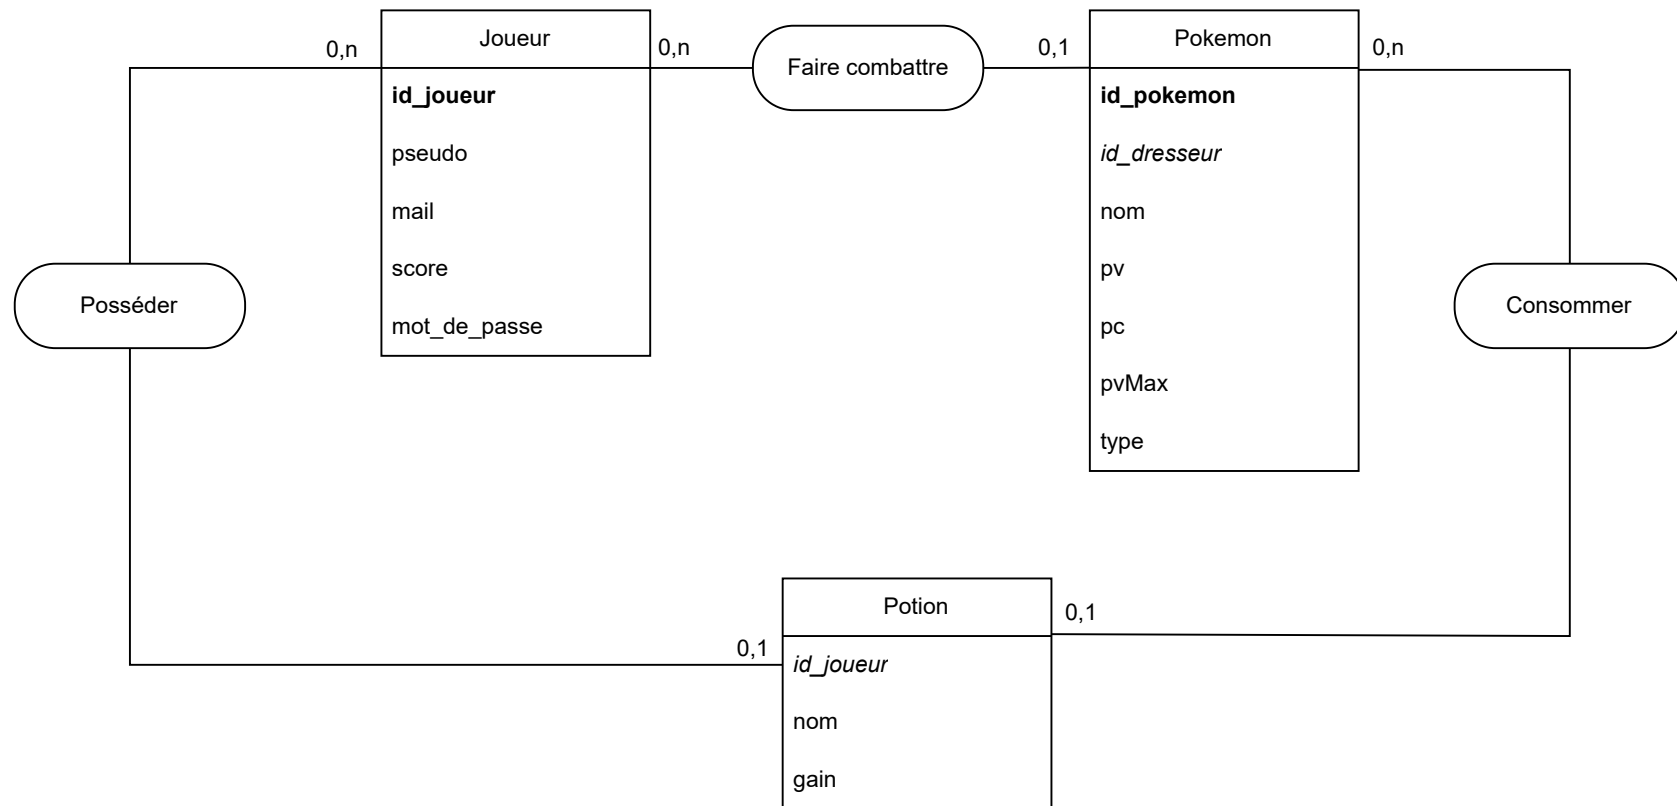 0,n
Joueur
0,n
Faire combattre
0,1
Pokemon
0,n
id_joueur
pseudo
mail
score
mot_de_passe
id_pokemon
id_dresseur
nom
pv
pc
pvMax
type
Posséder
Consommer
0,1
Potion
0,1
id_joueur
nom
gain